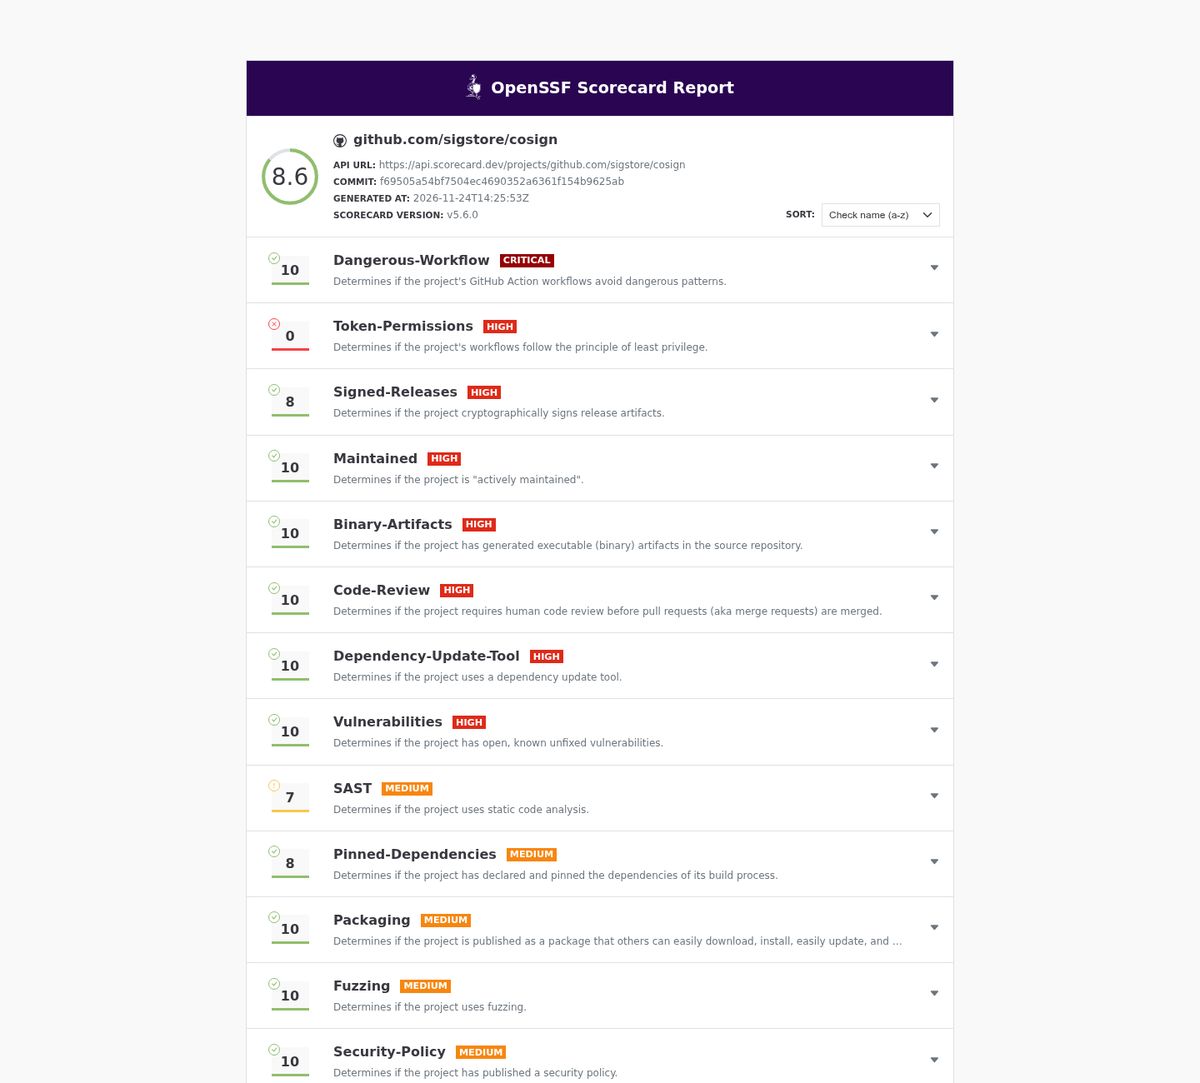 OpenSSF Scorecard Report
github.com/sigstore/cosign
8.6
API URL: https://api.scorecard.dev/projects/github.com/sigstore/cosign
COMMIT: f69505a54bf7504ec4690352a6361f154b9625ab
GENERATED AT: 2026-11-24T14:25:53Z
SCORECARD VERSION: v5.6.0
SORT: Check name (a-z)
10 Dangerous-Workflow CRITICAL
Determines if the project's GitHub Action workflows avoid dangerous patterns.
0 Token-Permissions HIGH
Determines if the project's workflows follow the principle of least privilege.
8 Signed-Releases HIGH
Determines if the project cryptographically signs release artifacts.
10 Maintained HIGH
Determines if the project is "actively maintained".
10 Binary-Artifacts HIGH
Determines if the project has generated executable (binary) artifacts in the source repository.
10 Code-Review HIGH
Determines if the project requires human code review before pull requests (aka merge requests) are merged.
10 Dependency-Update-Tool HIGH
Determines if the project uses a dependency update tool.
10 Vulnerabilities HIGH
Determines if the project has open, known unfixed vulnerabilities.
7 SAST MEDIUM
Determines if the project uses static code analysis.
8 Pinned-Dependencies MEDIUM
Determines if the project has declared and pinned the dependencies of its build process.
10 Packaging MEDIUM
Determines if the project is published as a package that others can easily download, install, easily update, and ...
10 Fuzzing MEDIUM
Determines if the project uses fuzzing.
10 Security-Policy MEDIUM
Determines if the project has published a security policy.